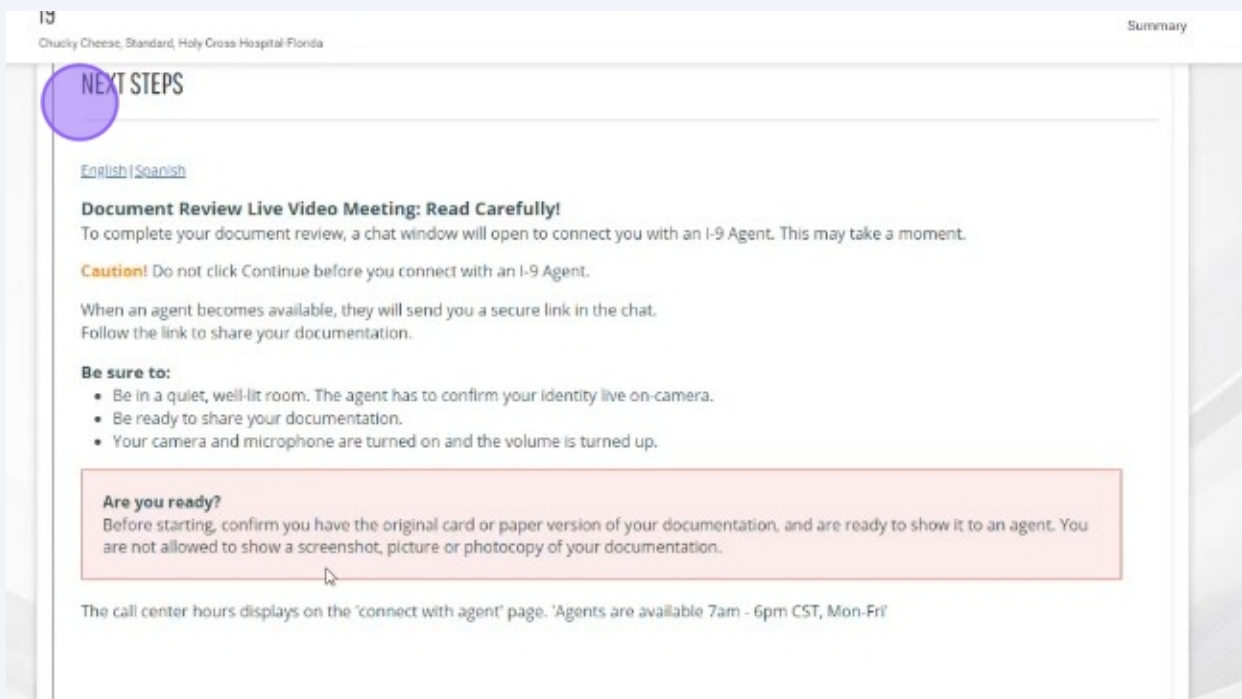 Chucky Cheese, Standard, Holy Cross Hospital-Florida
Summary
NEXT STEPS
English | Spanish
Document Review Live Video Meeting: Read Carefully!
To complete your document review, a chat window will open to connect you with an I-9 Agent. This may take a moment.
Caution! Do not click Continue before you connect with an I-9 Agent.
When an agent becomes available, they will send you a secure link in the chat.
Follow the link to share your documentation.
Be sure to:
• Be in a quiet, well-lit room. The agent has to confirm your identity live on-camera.
• Be ready to share your documentation.
• Your camera and microphone are turned on and the volume is turned up.
Are you ready?
Before starting, confirm you have the original card or paper version of your documentation, and are ready to show it to an agent. You
are not allowed to show a screenshot, picture or photocopy of your documentation.
The call center hours displays on the 'connect with agent' page. 'Agents are available 7am - 6pm CST, Mon-Fri'